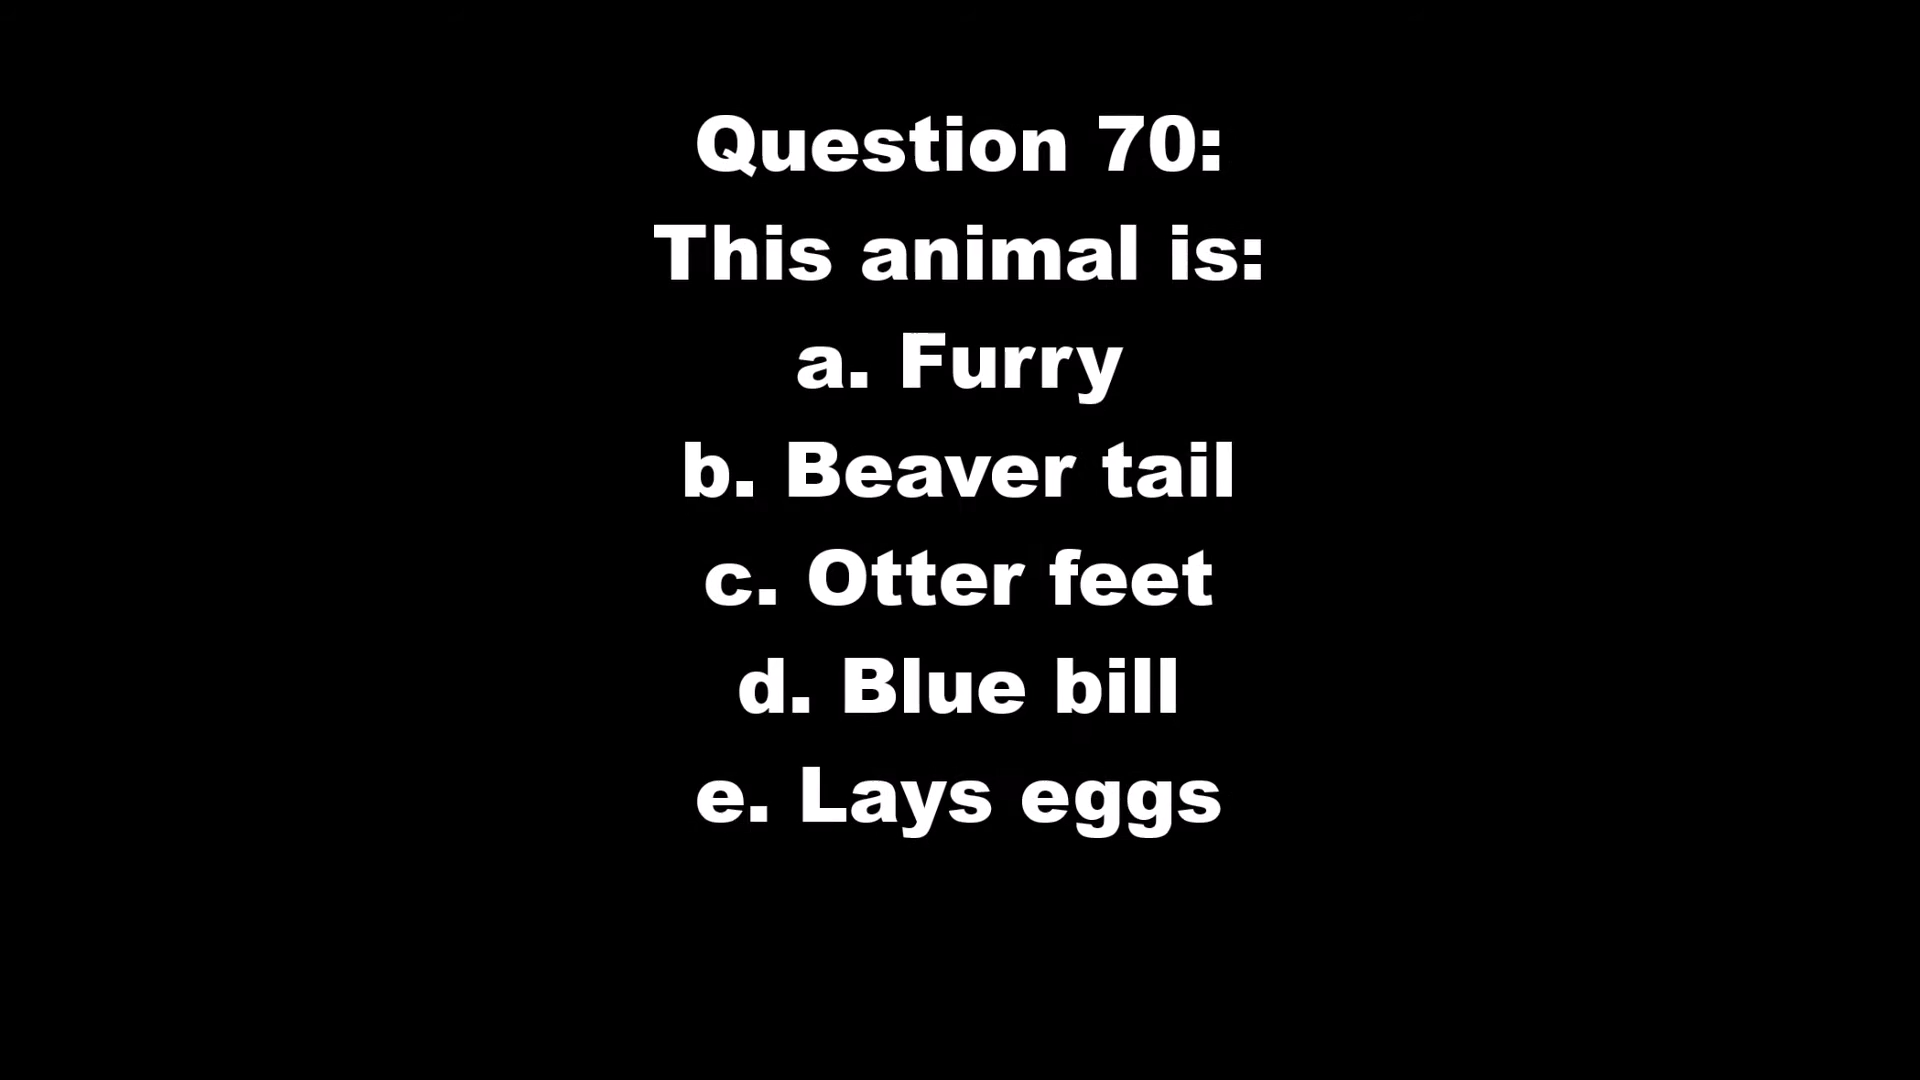 Question 70:
This animal is:
a. Furry
b. Beaver tail
c. Otter feet
d. Blue bill
e. Lays eggs